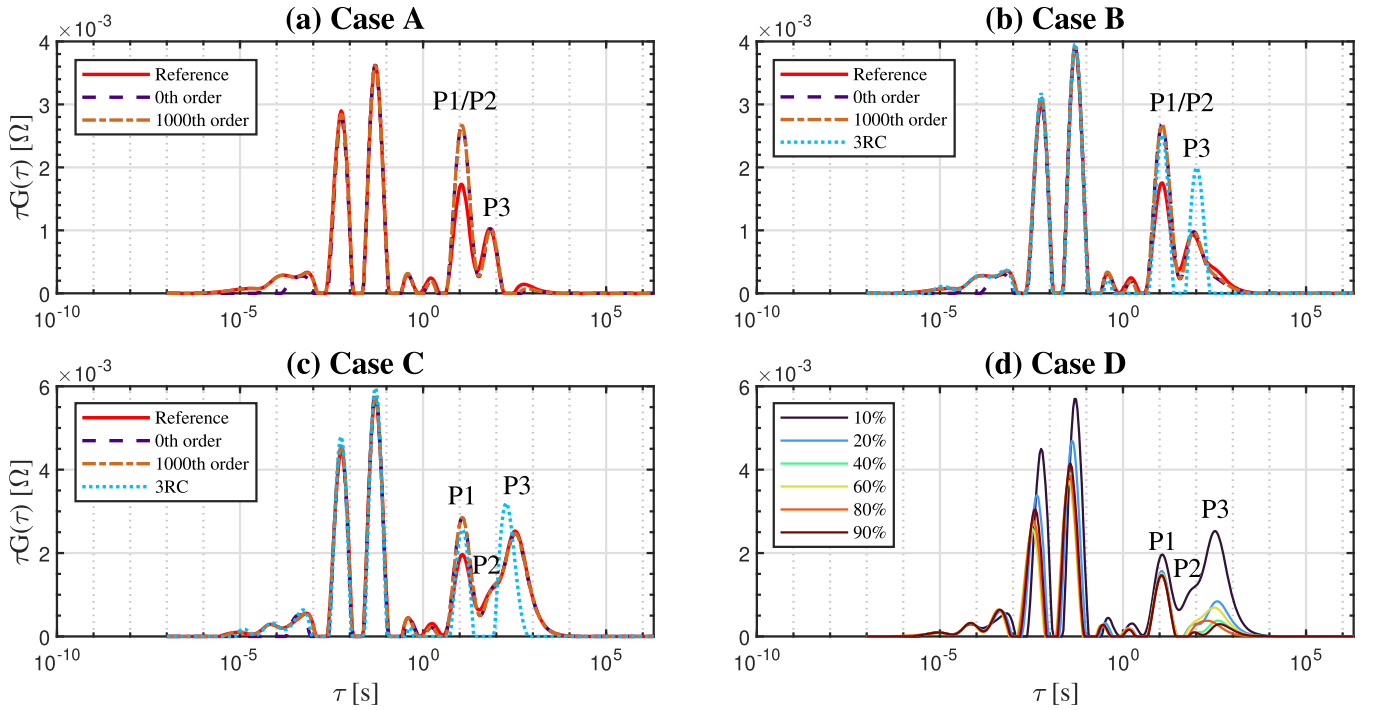 (a) Case A
×10⁻³
4
3
2
1
0
τG(τ) [Ω]
Reference
0th order
1000th order
P1/P2
P3
10⁻¹⁰
10⁻⁵
10⁰
10⁵
(b) Case B
×10⁻³
4
3
2
1
0
Reference
0th order
1000th order
3RC
P1/P2
P3
10⁻¹⁰
10⁻⁵
10⁰
10⁵
(c) Case C
×10⁻³
6
4
2
0
τG(τ) [Ω]
Reference
0th order
1000th order
3RC
P1
P2
P3
10⁻¹⁰
10⁻⁵
10⁰
10⁵
τ [s]
(d) Case D
×10⁻³
6
4
2
0
10%
20%
40%
60%
80%
90%
P1
P2
P3
10⁻¹⁰
10⁻⁵
10⁰
10⁵
τ [s]